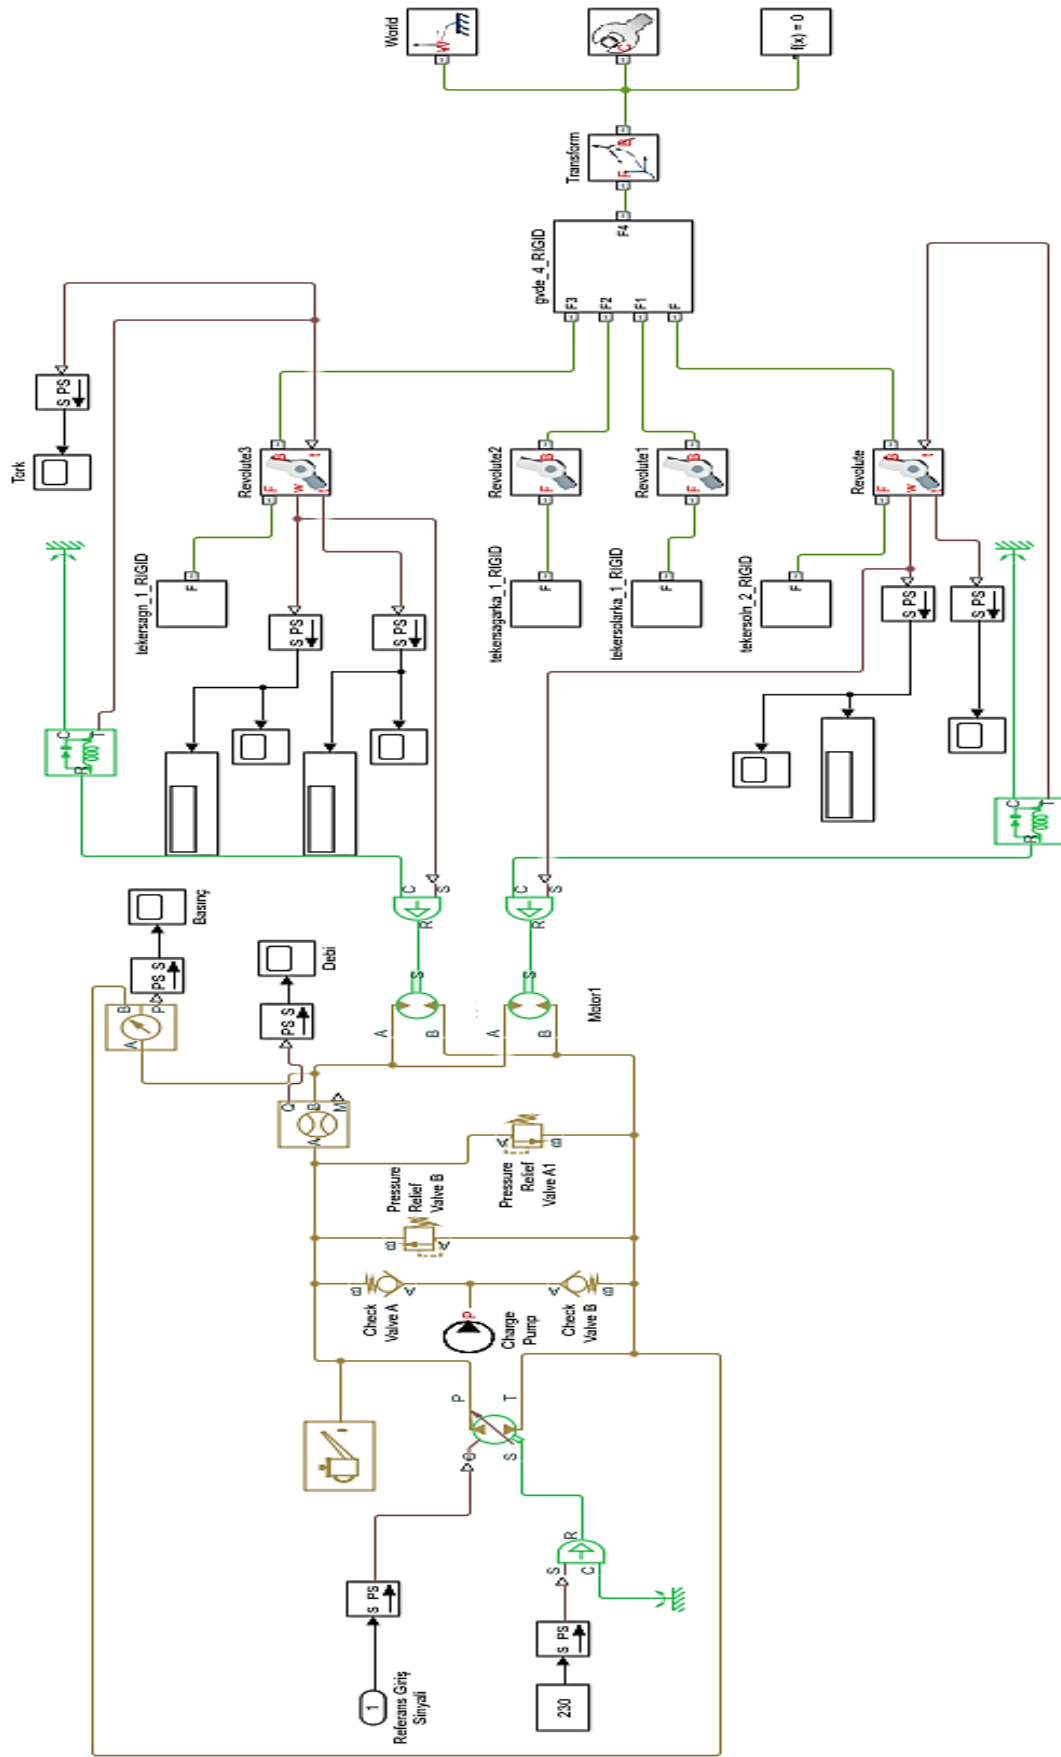 Tork
S PS
C
R
T
Basınç
PS S
A
B
P
tekersagn_1_RIGID
F
Revolute3
F
B
w
t
t
S PS
S PS
gvde_4_RIGID
F3
F2
F1
F
F4
World
W
C
f(x) = 0
Transform
F
B
Debi
PS S
A
Q
B
M
Referans Giriş
Sinyali
1
S PS
230
S PS
S
C
R
C
S
P
T
Check
Valve A
B
A
P
Charge
Pump
Check
Valve B
A
B
Pressure
Relief
Valve B
B
A
Pressure
Relief
Valve A1
A
B
A
B
S
R
C
S
A
B
S
R
C
S
Motor1
tekersagarka_1_RIGID
F
Revolute2
F
B
tekersolarka_1_RIGID
F
Revolute1
F
B
tekersoln_2_RIGID
F
Revolute
F
B
w
t
t
S PS
S PS
C
R
T